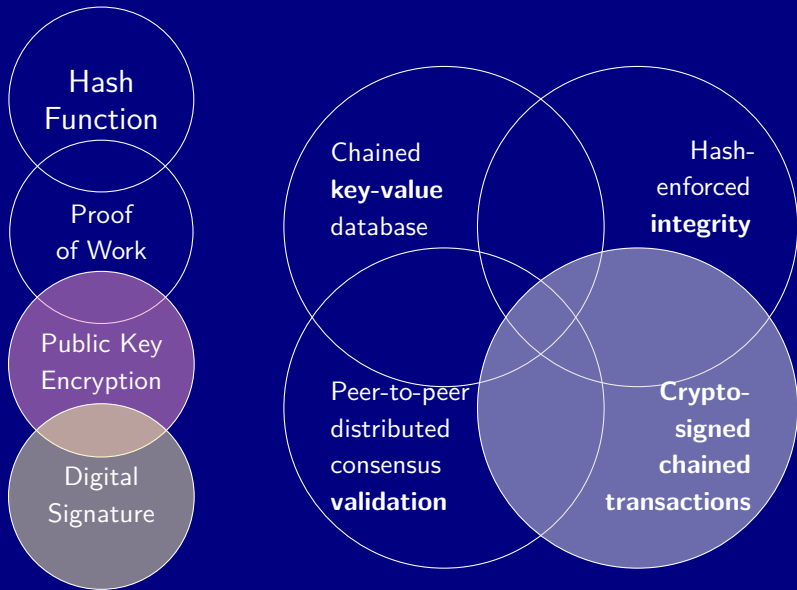 Hash
Function
Proof
of Work
Public Key
Encryption
Digital
Signature
Chained
key-value
database
Hash-
enforced
integrity
Peer-to-peer
distributed
consensus
validation
Crypto-
signed
chained
transactions